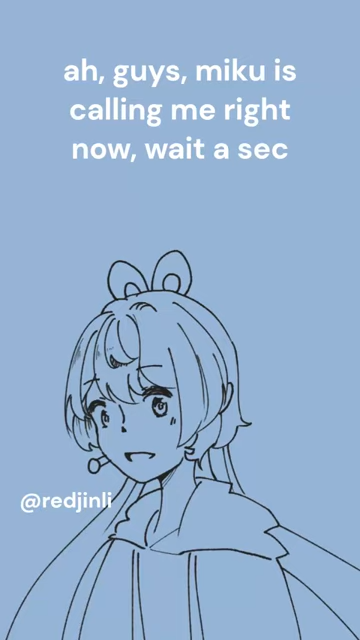 ah, guys, miku is
calling me right
now, wait a sec
@redjinli